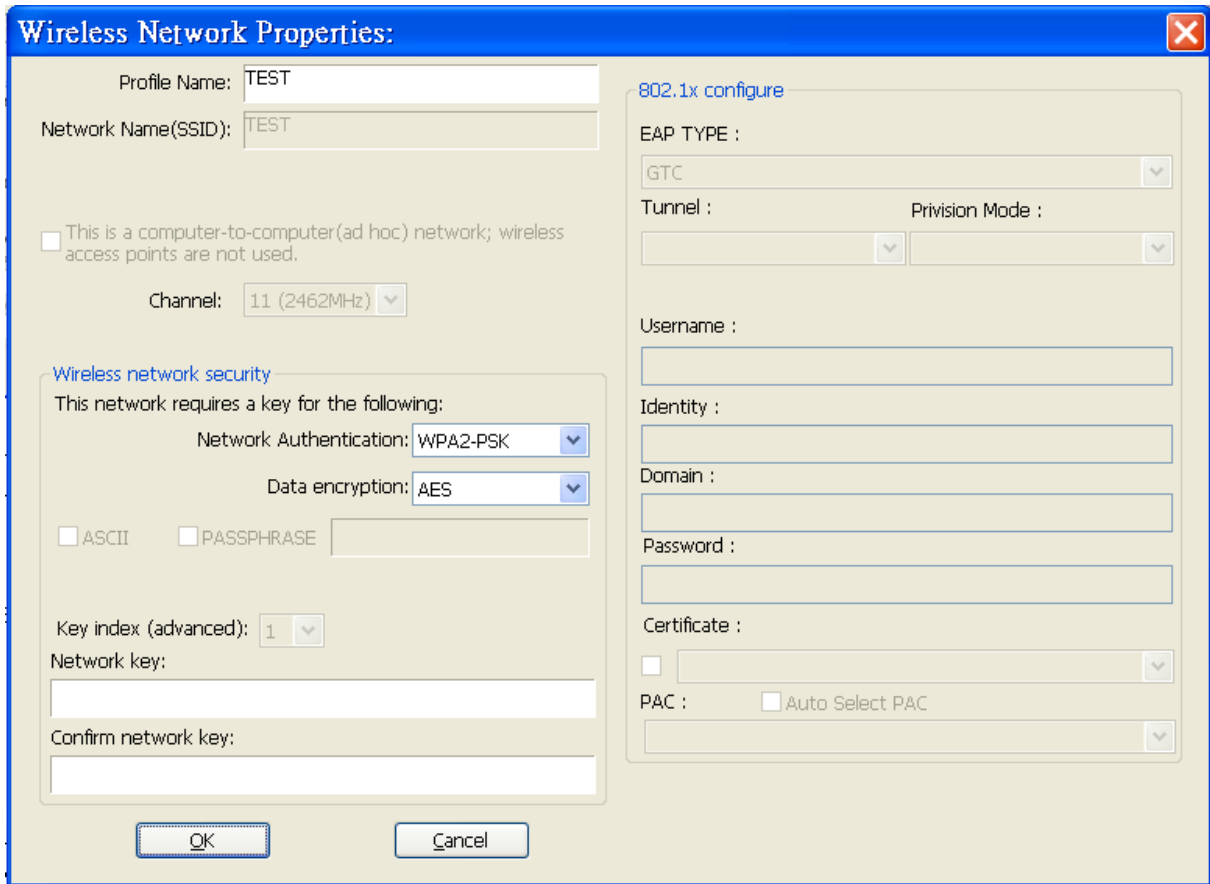 Wireless Network Properties:
Profile Name: TEST
Network Name(SSID): TEST
This is a computer-to-computer(ad hoc) network; wireless
access points are not used.
Channel: 11 (2462MHz)
Wireless network security
This network requires a key for the following:
Network Authentication: WPA2-PSK
Data encryption: AES
ASCII PASSPHRASE
Key index (advanced): 1
Network key:
Confirm network key:
OK Cancel
802.1x configure
EAP TYPE :
GTC
Tunnel : Privision Mode :
Username :
Identity :
Domain :
Password :
Certificate :
PAC : Auto Select PAC